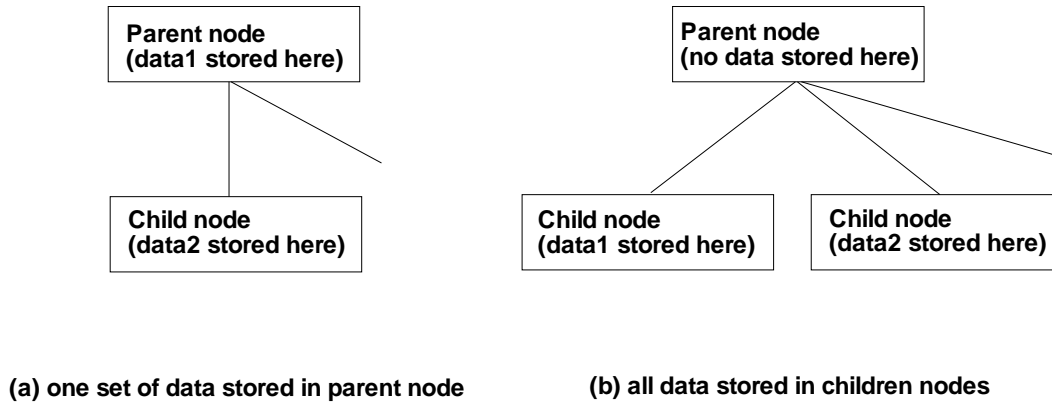 Parent node
(data1 stored here)
Child node
(data2 stored here)
(a) one set of data stored in parent node
Parent node
(no data stored here)
Child node
(data1 stored here)
Child node
(data2 stored here)
(b) all data stored in children nodes